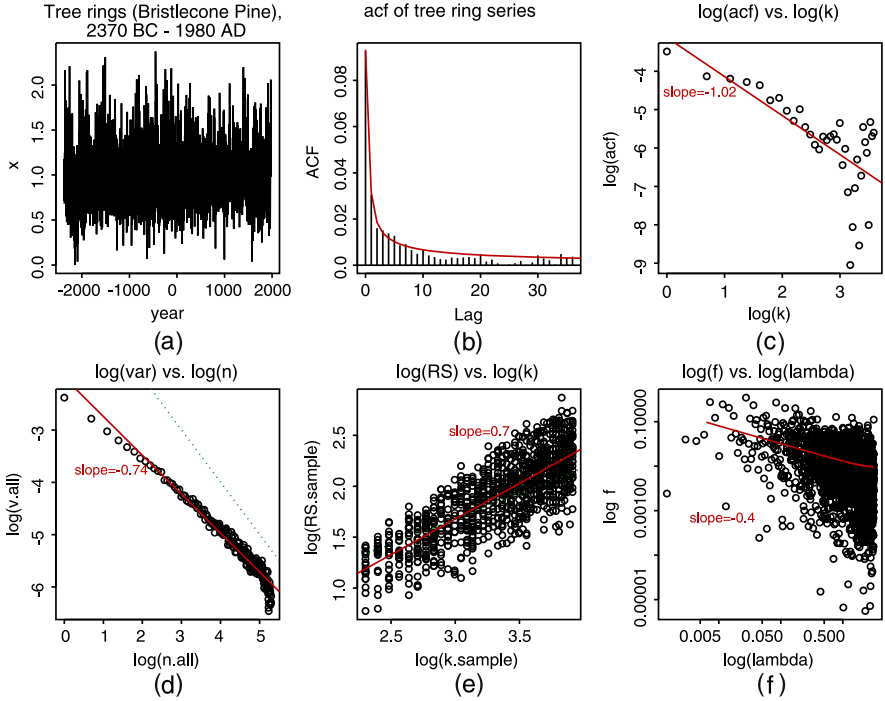 Tree rings (Bristlecone Pine),
2370 BC - 1980 AD
x
0.0 0.5 1.0 1.5 2.0
-2000 -1000 0 1000 2000
year
(a)
acf of tree ring series
ACF
0.0 0.04 0.08
0 10 20 30
Lag
(b)
log(acf) vs. log(k)
log(acf)
-9 -8 -7 -6 -5 -4
slope=-1.02
0 1 2 3
log(k)
(c)
log(var) vs. log(n)
log(v.all)
-6 -5 -4 -3
slope=-0.74
0 1 2 3 4 5
log(n.all)
(d)
log(RS) vs. log(k)
log(RS.sample)
1.0 1.5 2.0 2.5
slope=0.7
2.5 3.0 3.5
log(k.sample)
(e)
log(f) vs. log(lambda)
log f
0.00001 0.00100 0.10000
slope=-0.4
0.005 0.050 0.500
log(lambda)
(f)